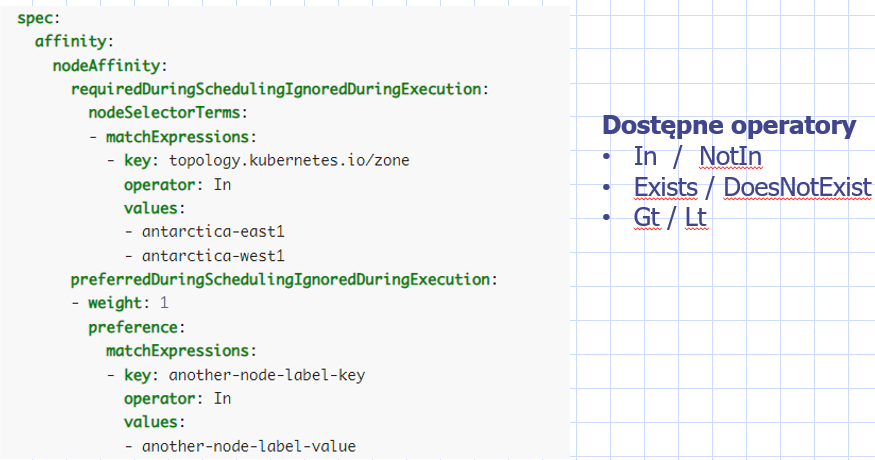 spec:
  affinity:
    nodeAffinity:
      requiredDuringSchedulingIgnoredDuringExecution:
        nodeSelectorTerms:
        - matchExpressions:
          - key: topology.kubernetes.io/zone
            operator: In
            values:
            - antarctica-east1
            - antarctica-west1
      preferredDuringSchedulingIgnoredDuringExecution:
      - weight: 1
        preference:
          matchExpressions:
          - key: another-node-label-key
            operator: In
            values:
            - another-node-label-value
Dostępne operatory
• In / NotIn
• Exists / DoesNotExist
• Gt / Lt